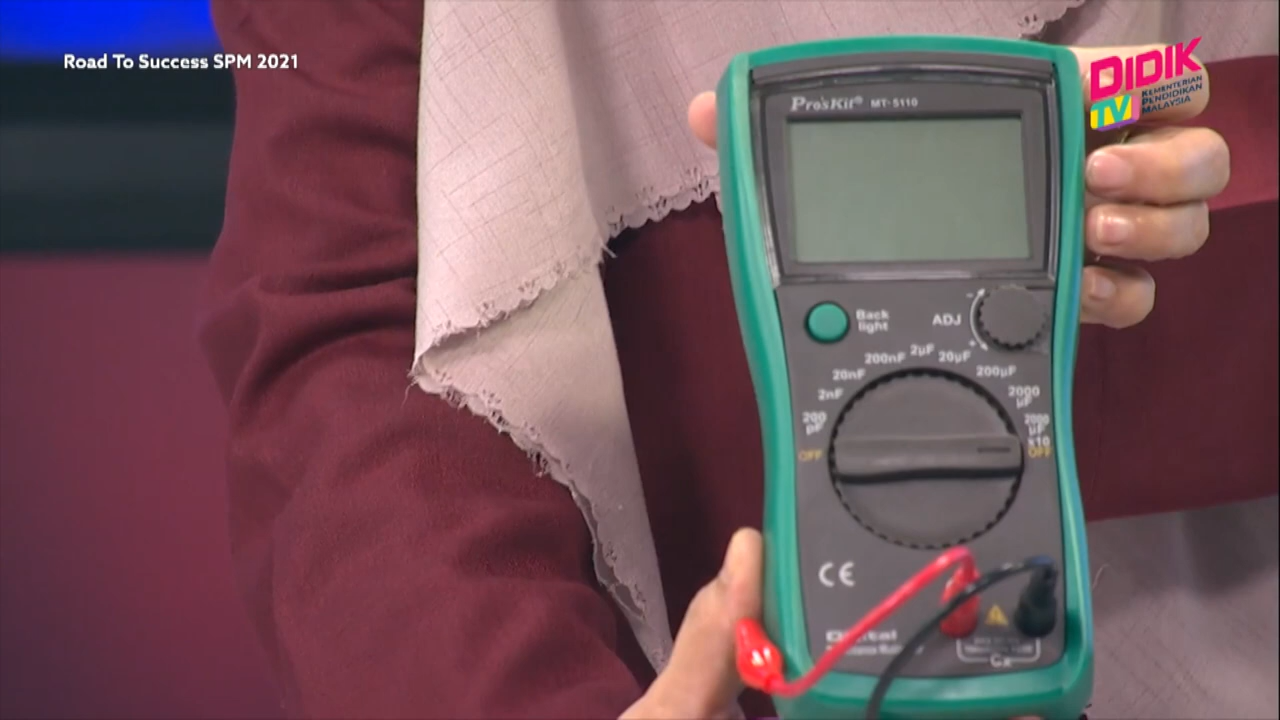 Road To Success SPM 2021
DIDIK
TV
KEMENTERIAN
PENDIDIKAN
MALAYSIA
Pro'sKit® MT-5110
Back
light
ADJ
-
+
200nF 2µF 20µF
20nF 200µF
2nF 2000
µF
200
pF
2000
µF
x10
OFF OFF
CE
Digital
Cx